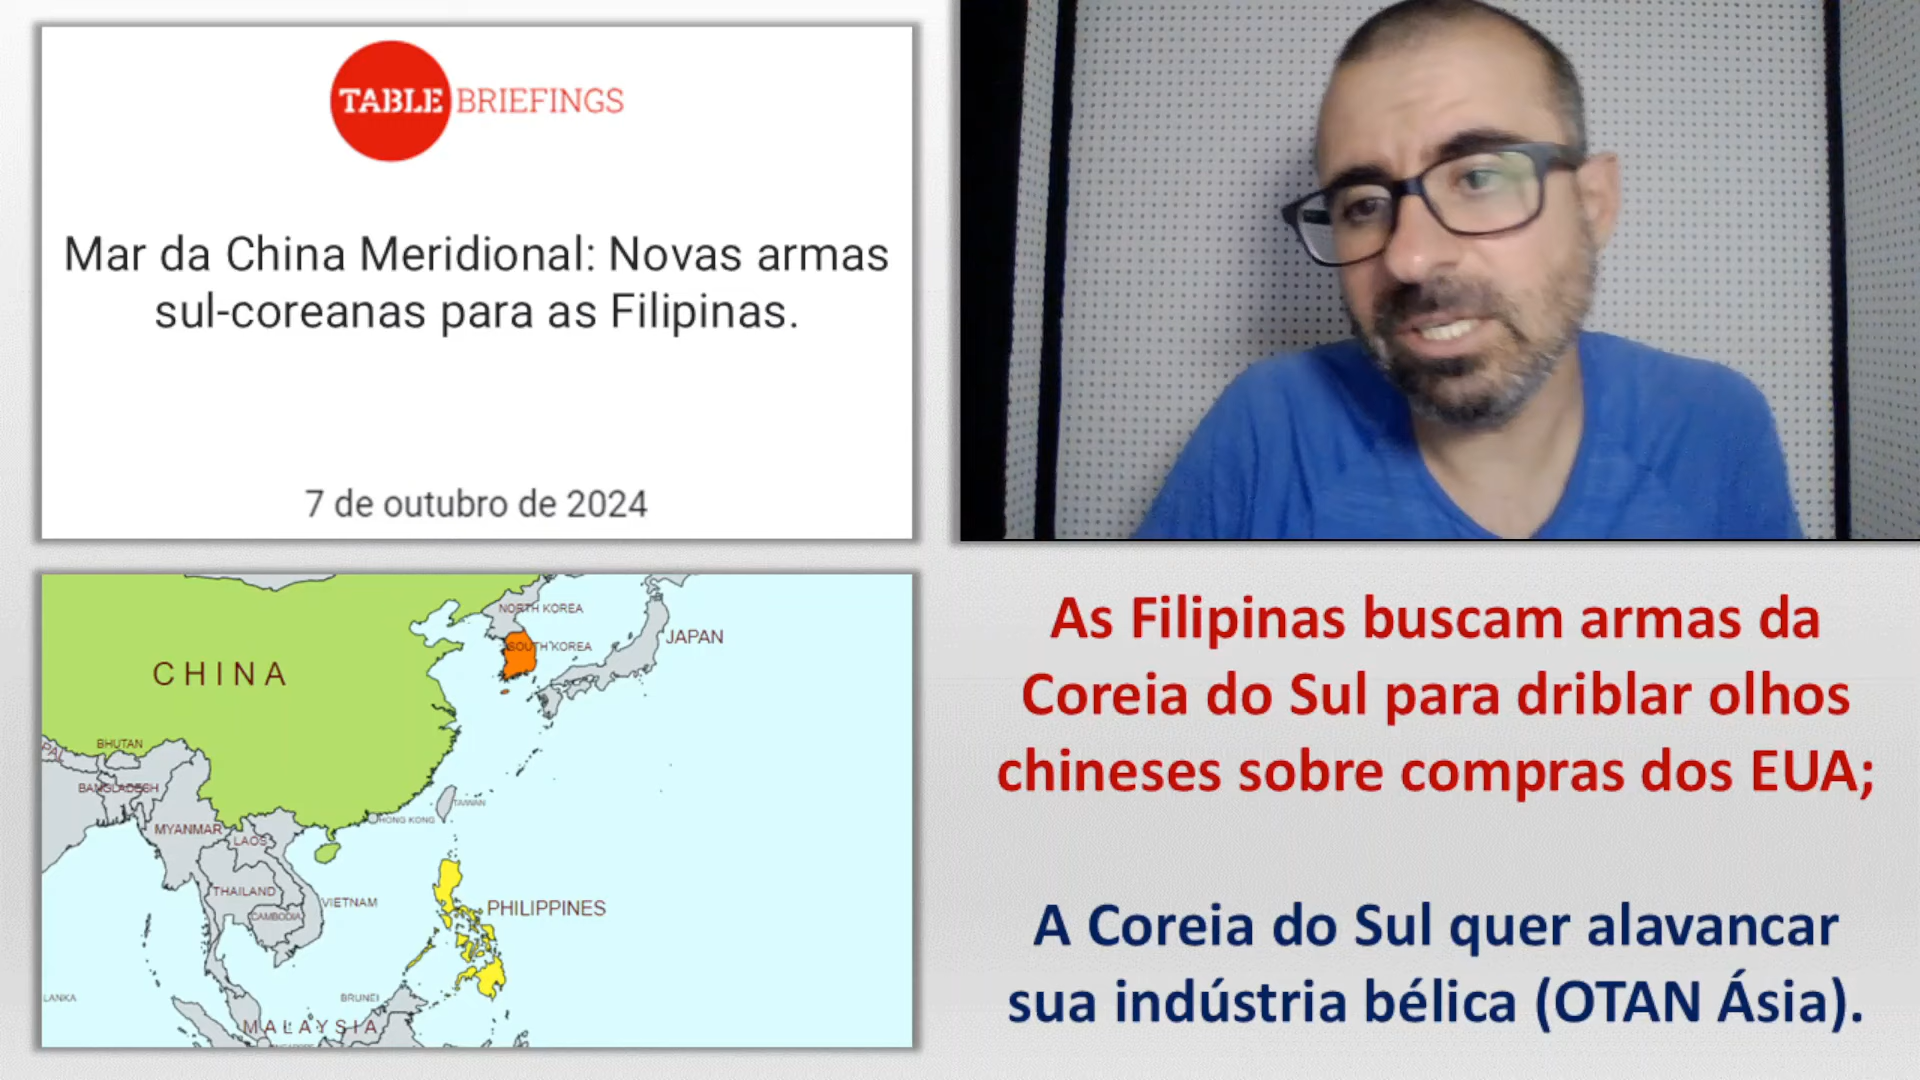 TABLE BRIEFINGS
Mar da China Meridional: Novas armas
sul-coreanas para as Filipinas.
7 de outubro de 2024
As Filipinas buscam armas da
Coreia do Sul para driblar olhos
chineses sobre compras dos EUA;
A Coreia do Sul quer alavancar
sua indústria bélica (OTAN Ásia).
NORTH KOREA
SOUTH KOREA
JAPAN
CHINA
BHUTAN
PAL
BANGLADESH
TAIWAN
HONG KONG
MYANMAR
LAOS
THAILAND
VIETNAM
CAMBODIA
PHILIPPINES
LANKA
BRUNEI
MALAYSIA